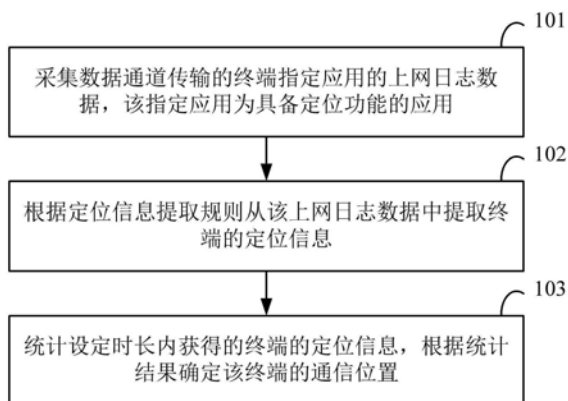 101
采集数据通道传输的终端指定应用的上网日志数
据，该指定应用为具备定位功能的应用
102
根据定位信息提取规则从该上网日志数据中提取终
端的定位信息
103
统计设定时长内获得的终端的定位信息，根据统计
结果确定该终端的通信位置